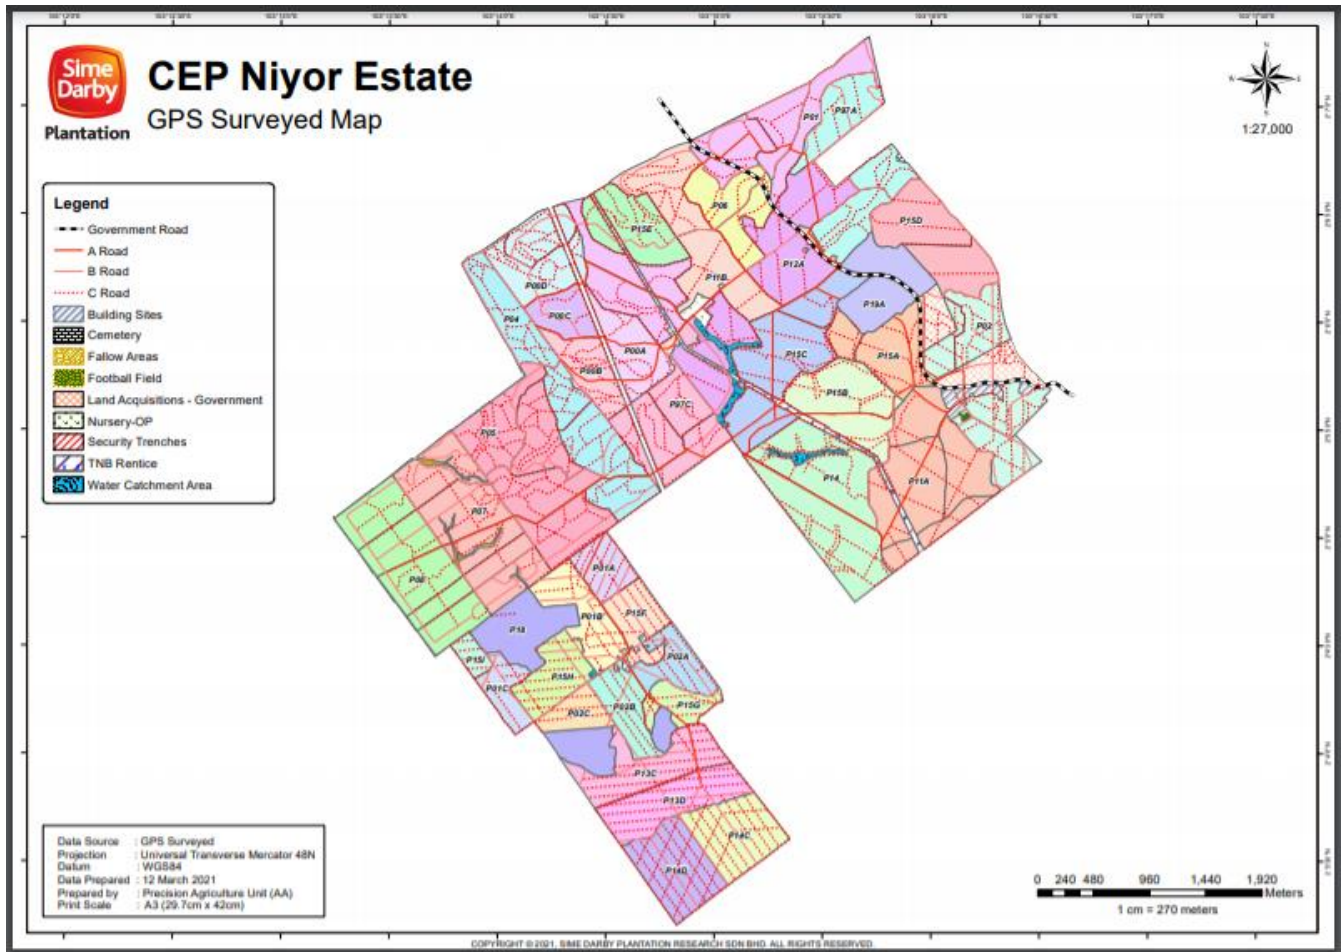 Sime
Darby
Plantation
CEP Niyor Estate
GPS Surveyed Map
N
W
E
S
1:27,000
Legend
Government Road
A Road
B Road
C Road
Building Sites
Cemetery
Fallow Areas
Football Field
Land Acquisitions - Government
Nursery-OP
Security Trenches
TNB Rentice
Water Catchment Area
P01
P97A
P06
P15D
P15E
P12A
P11B
P00D
P00C
P04
P19A
P02
P00A
P15C
P15A
P00B
P15B
P97C
P05
P14
P11A
P07
P08
P01A
P01B
P15F
P18
P02A
P15I
P15H
P01C
P02B
P15G
P02C
P13C
P13D
P14C
P14D
Data Source : GPS Surveyed
Projection : Universal Transverse Mercator 48N
Datum : WGS84
Data Prepared : 12 March 2021
Prepared by : Precision Agriculture Unit (AA)
Print Scale : A3 (29.7cm x 42cm)
0 240 480 960 1,440 1,920
Meters
1 cm = 270 meters
COPYRIGHT © 2021, SIME DARBY PLANTATION RESEARCH SDN BHD. ALL RIGHTS RESERVED.